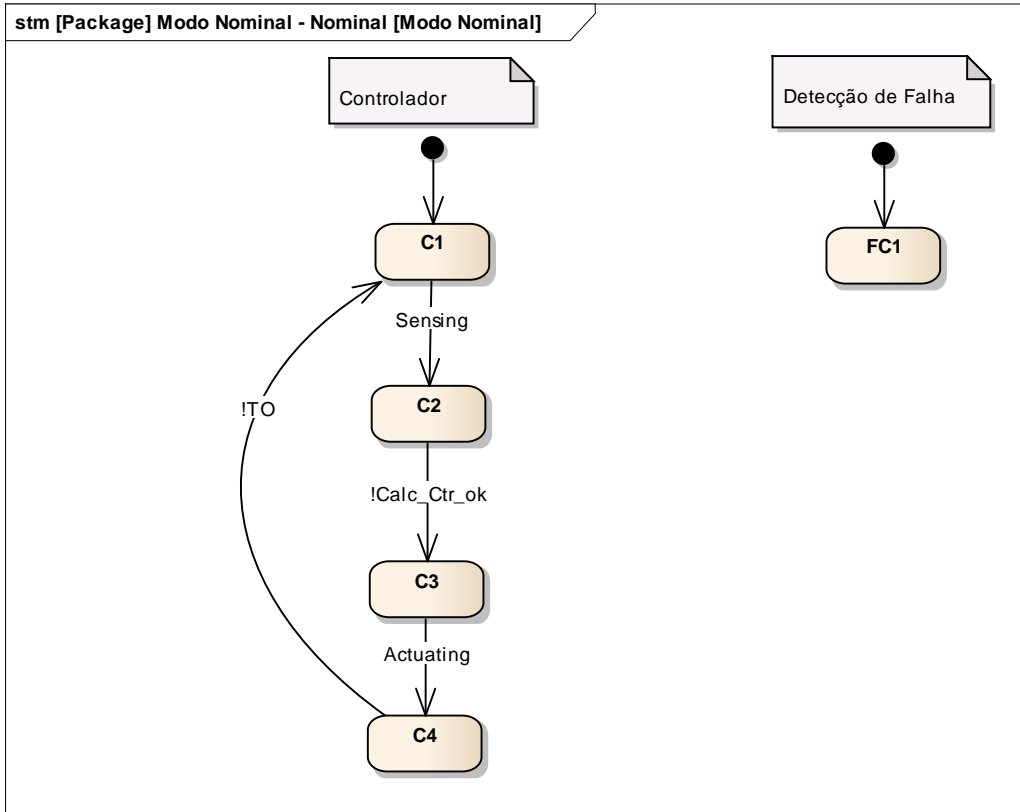 stm [Package] Modo Nominal - Nominal [Modo Nominal]
Controlador
Detecção de Falha
C1
FC1
Sensing
C2
!TO
!Calc_Ctr_ok
C3
Actuating
C4